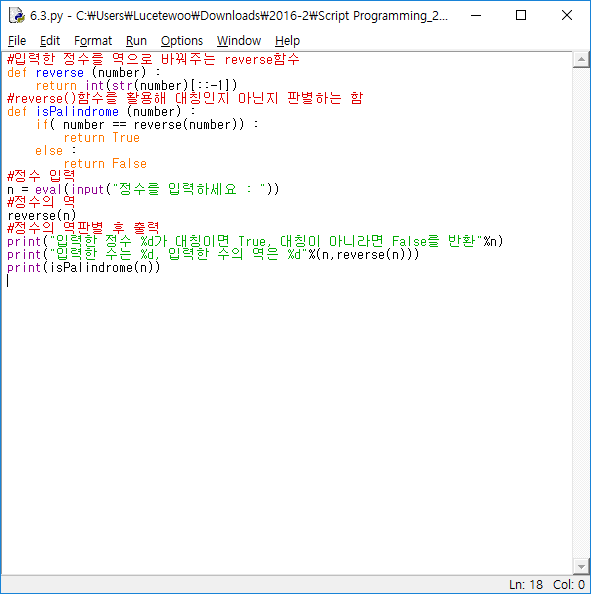 6.3.py - C:₩Users₩Lucetewoo₩Downloads₩2016-2₩Script Programming_2...
File Edit Format Run Options Window Help
#입력한 정수를 역으로 바꿔주는 reverse함수
def reverse (number) :
    return int(str(number)[::-1])
#reverse()함수를 활용해 대칭인지 아닌지 판별하는 함
def isPalindrome (number) :
    if( number == reverse(number)) :
        return True
    else :
        return False
#정수 입력
n = eval(input("정수를 입력하세요 : "))
#정수의 역
reverse(n)
#정수의 역판별 후 출력
print("입력한 정수 %d가 대칭이면 True, 대칭이 아니라면 False를 반환"%n)
print("입력한 수는 %d, 입력한 수의 역은 %d"%(n,reverse(n)))
print(isPalindrome(n))
Ln: 18 Col: 0